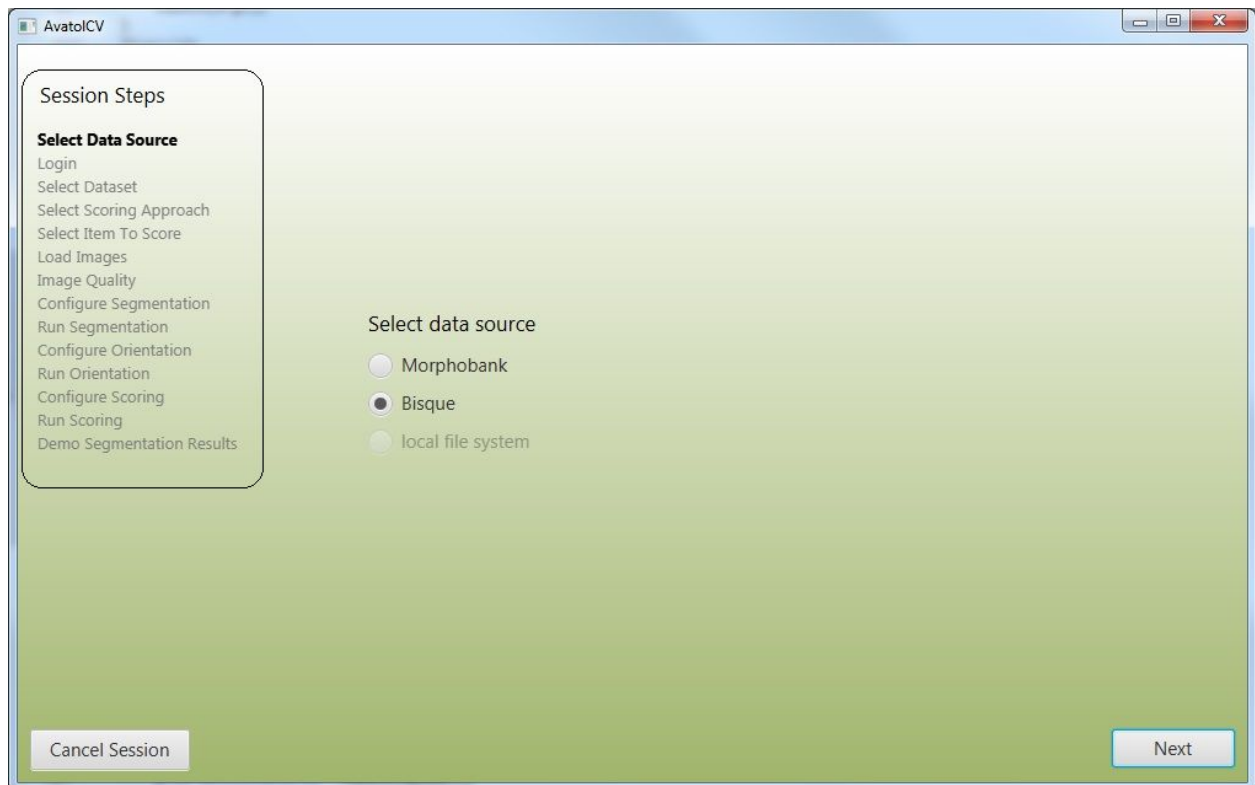 AvatolCV
Session Steps
Select Data Source
Login
Select Dataset
Select Scoring Approach
Select Item To Score
Load Images
Image Quality
Configure Segmentation
Run Segmentation
Configure Orientation
Run Orientation
Configure Scoring
Run Scoring
Demo Segmentation Results
Select data source
Morphobank
Bisque
local file system
Cancel Session
Next